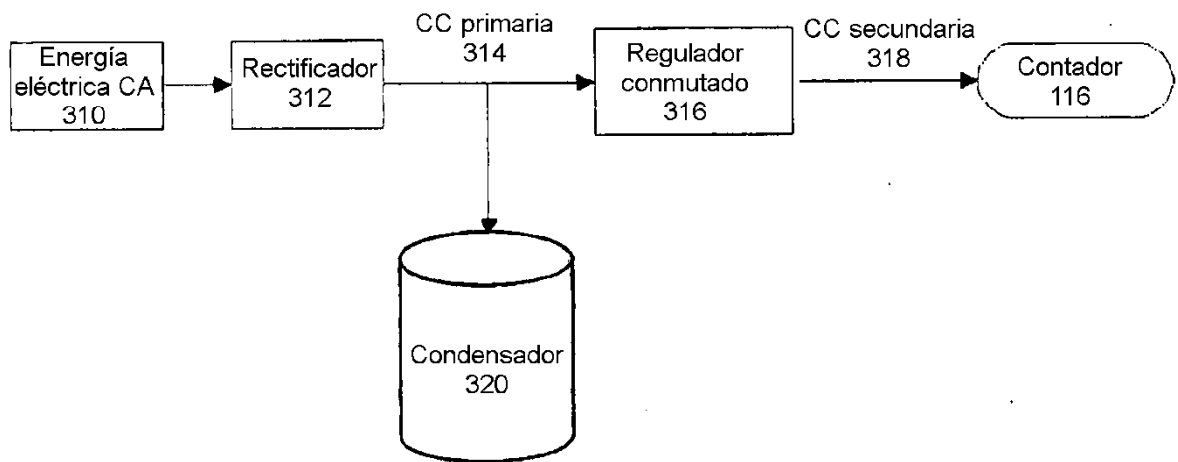 Energía
eléctrica CA
310
Rectificador
312
CC primaria
314
Regulador
conmutado
316
CC secundaria
318
Contador
116
Condensador
320